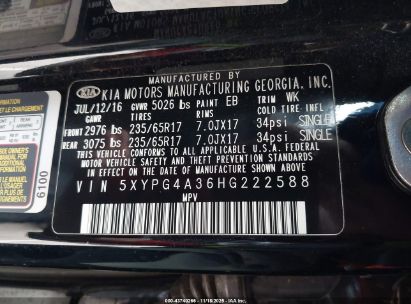 KIA KIA MOTORS MANUFACTURING GEORGIA, INC.
JUL/12/16 GVWR 5026 lbs PAINT EB TRIM WK
GAWR TIRES RIMS COLD TIRE INFL
FRONT 2976 lbs 235/65R17 7.0JX17 34psi SINGLE
REAR 3075 lbs 235/65R17 7.0JX17 34psi SINGLE
THIS VEHICLE CONFORMS TO ALL APPLICABLE U.S.A. FEDERAL
MOTOR VEHICLE SAFETY AND THEFT PREVENTION STANDARDS
IN EFFECT ON THE DATE OF MANUFACTURE SHOWN ABOVE.
VIN 5XYPG4A36HG222588
MPV
6100